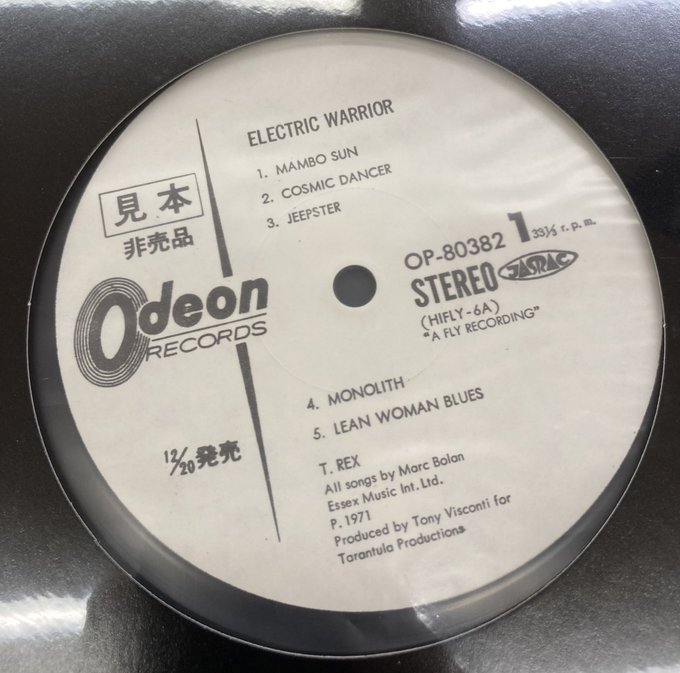 ELECTRIC WARRIOR
1. MAMBO SUN
2. COSMIC DANCER
3. JEEPSTER
見本
非売品
Odeon
RECORDS
12/20 発売
OP-80382 1 33⅓ r.p.m.
STEREO JASRAC
(HIFLY-6A)
"A FLY RECORDING"
4. MONOLITH
5. LEAN WOMAN BLUES
T. REX
All songs by Marc Bolan
Essex Music Int. Ltd.
P. 1971
Produced by Tony Visconti for
Tarantula Productions